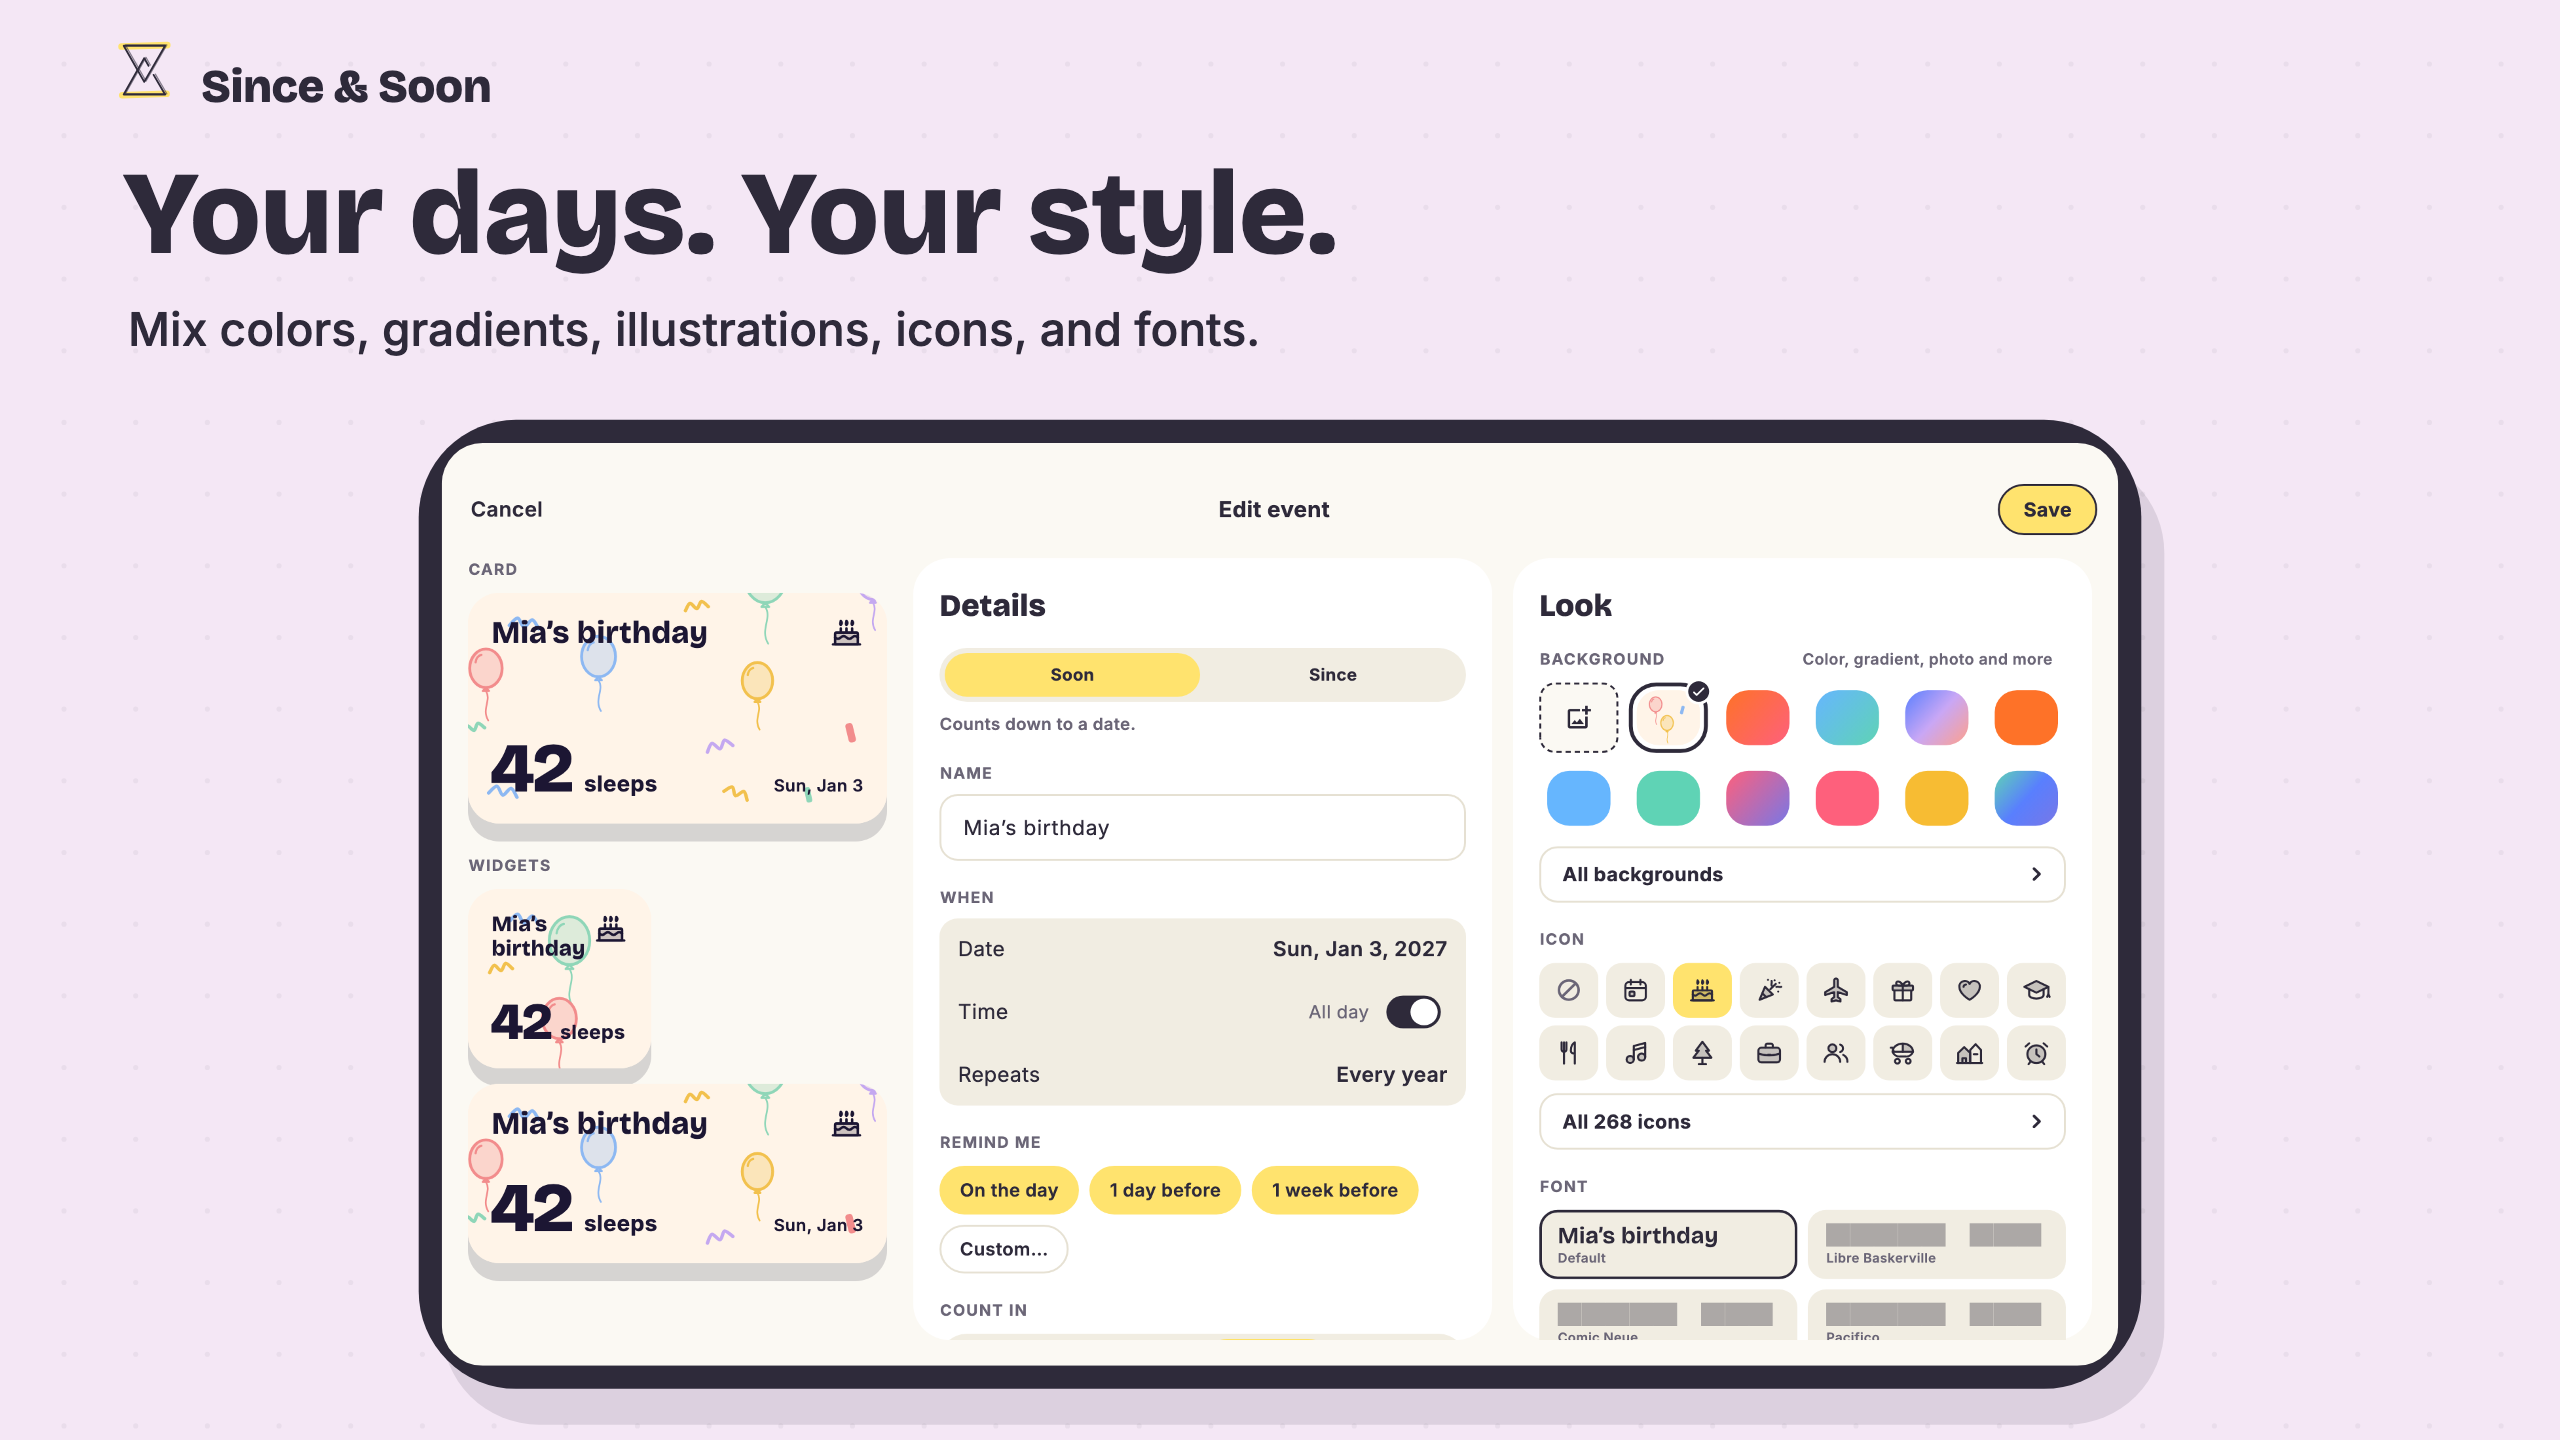 Since & Soon
Your days. Your style.
Mix colors, gradients, illustrations, icons, and fonts.
Cancel
Edit event
Save
CARD
Mia’s birthday
42 sleeps
Sun, Jan 3
WIDGETS
Mia’s
birthday
42 sleeps
Mia’s birthday
42 sleeps
Sun, Jan 3
Details
Soon
Since
Counts down to a date.
NAME
Mia’s birthday
WHEN
Date
Sun, Jan 3, 2027
Time
All day
Repeats
Every year
REMIND ME
On the day
1 day before
1 week before
Custom...
COUNT IN
Look
BACKGROUND
Color, gradient, photo and more
All backgrounds
ICON
All 268 icons
FONT
Mia’s birthday
Default
Libre Baskerville
Comic Neue
Pacifico